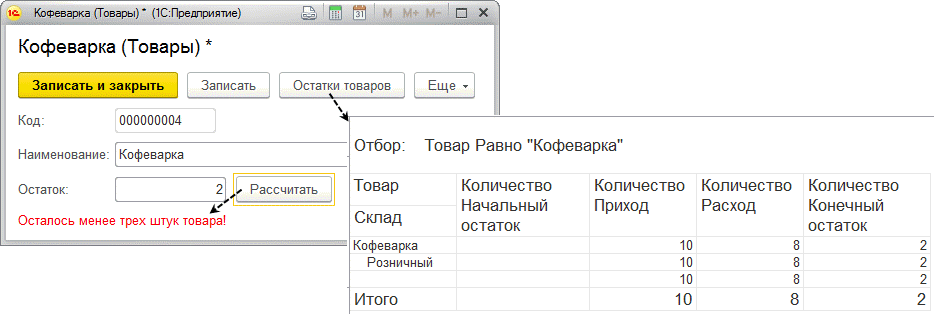 Кофеварка (Товары) * (1С:Предприятие)
M M+ M-
Кофеварка (Товары) *
Записать и закрыть Записать Остатки товаров Еще
Код: 000000004
Наименование: Кофеварка
Остаток: 2 Рассчитать
Осталось менее трех штук товара!
Отбор: Товар Равно "Кофеварка"
Товар Количество Количество Количество Количество
Начальный Приход Расход Конечный
Склад остаток остаток
Кофеварка 10 8 2
Розничный 10 8 2
10 8 2
Итого 10 8 2